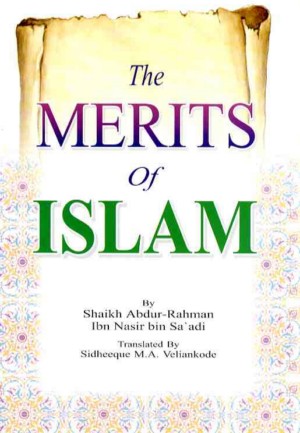 The
MERITS
Of
ISLAM
By
Shaikh Abdur-Rahman
Ibn Nasir bin Sa`adi
Translated By
Sidheeque M.A. Veliankode